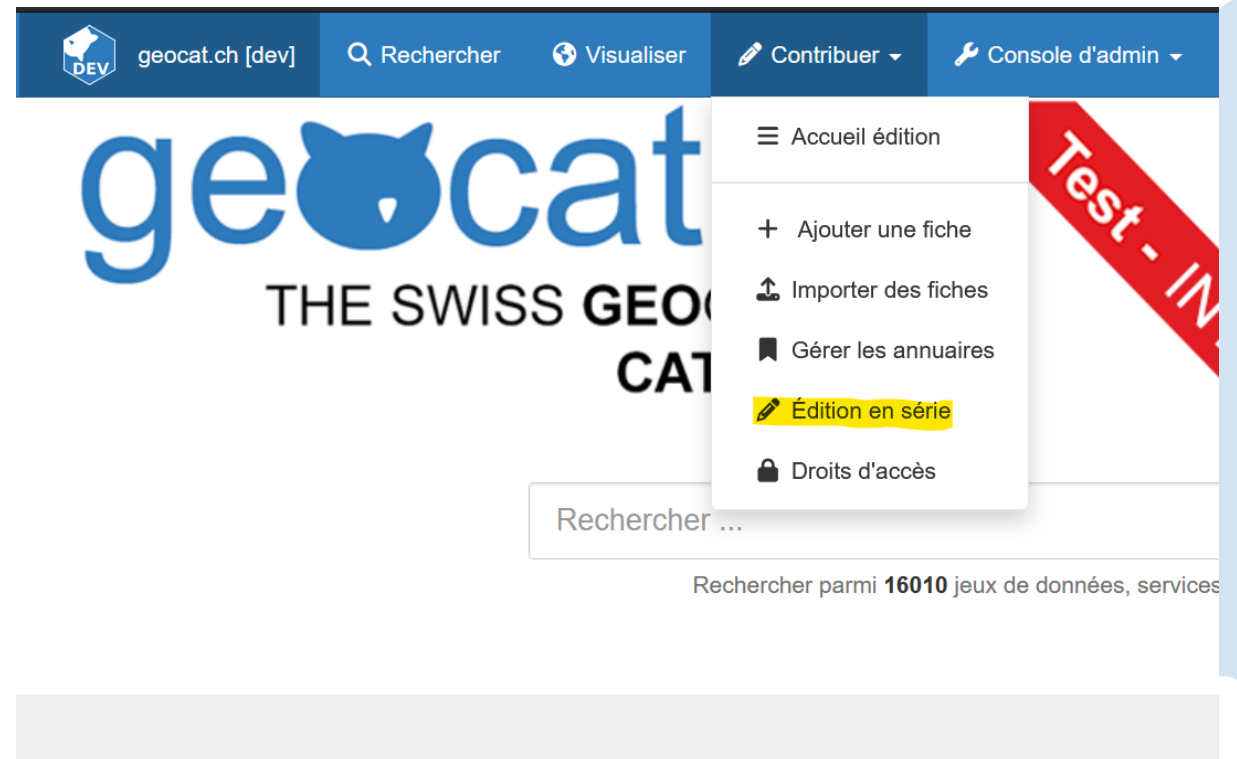 DEV geocat.ch [dev] Rechercher Visualiser Contribuer Console d'admin
geocat
Accueil édition
Ajouter une fiche
Importer des fiches
Gérer les annuaires
Édition en série
Droits d'accès
Test - IN
THE SWISS GEO
CAT
Rechercher ...
Rechercher parmi 16010 jeux de données, services